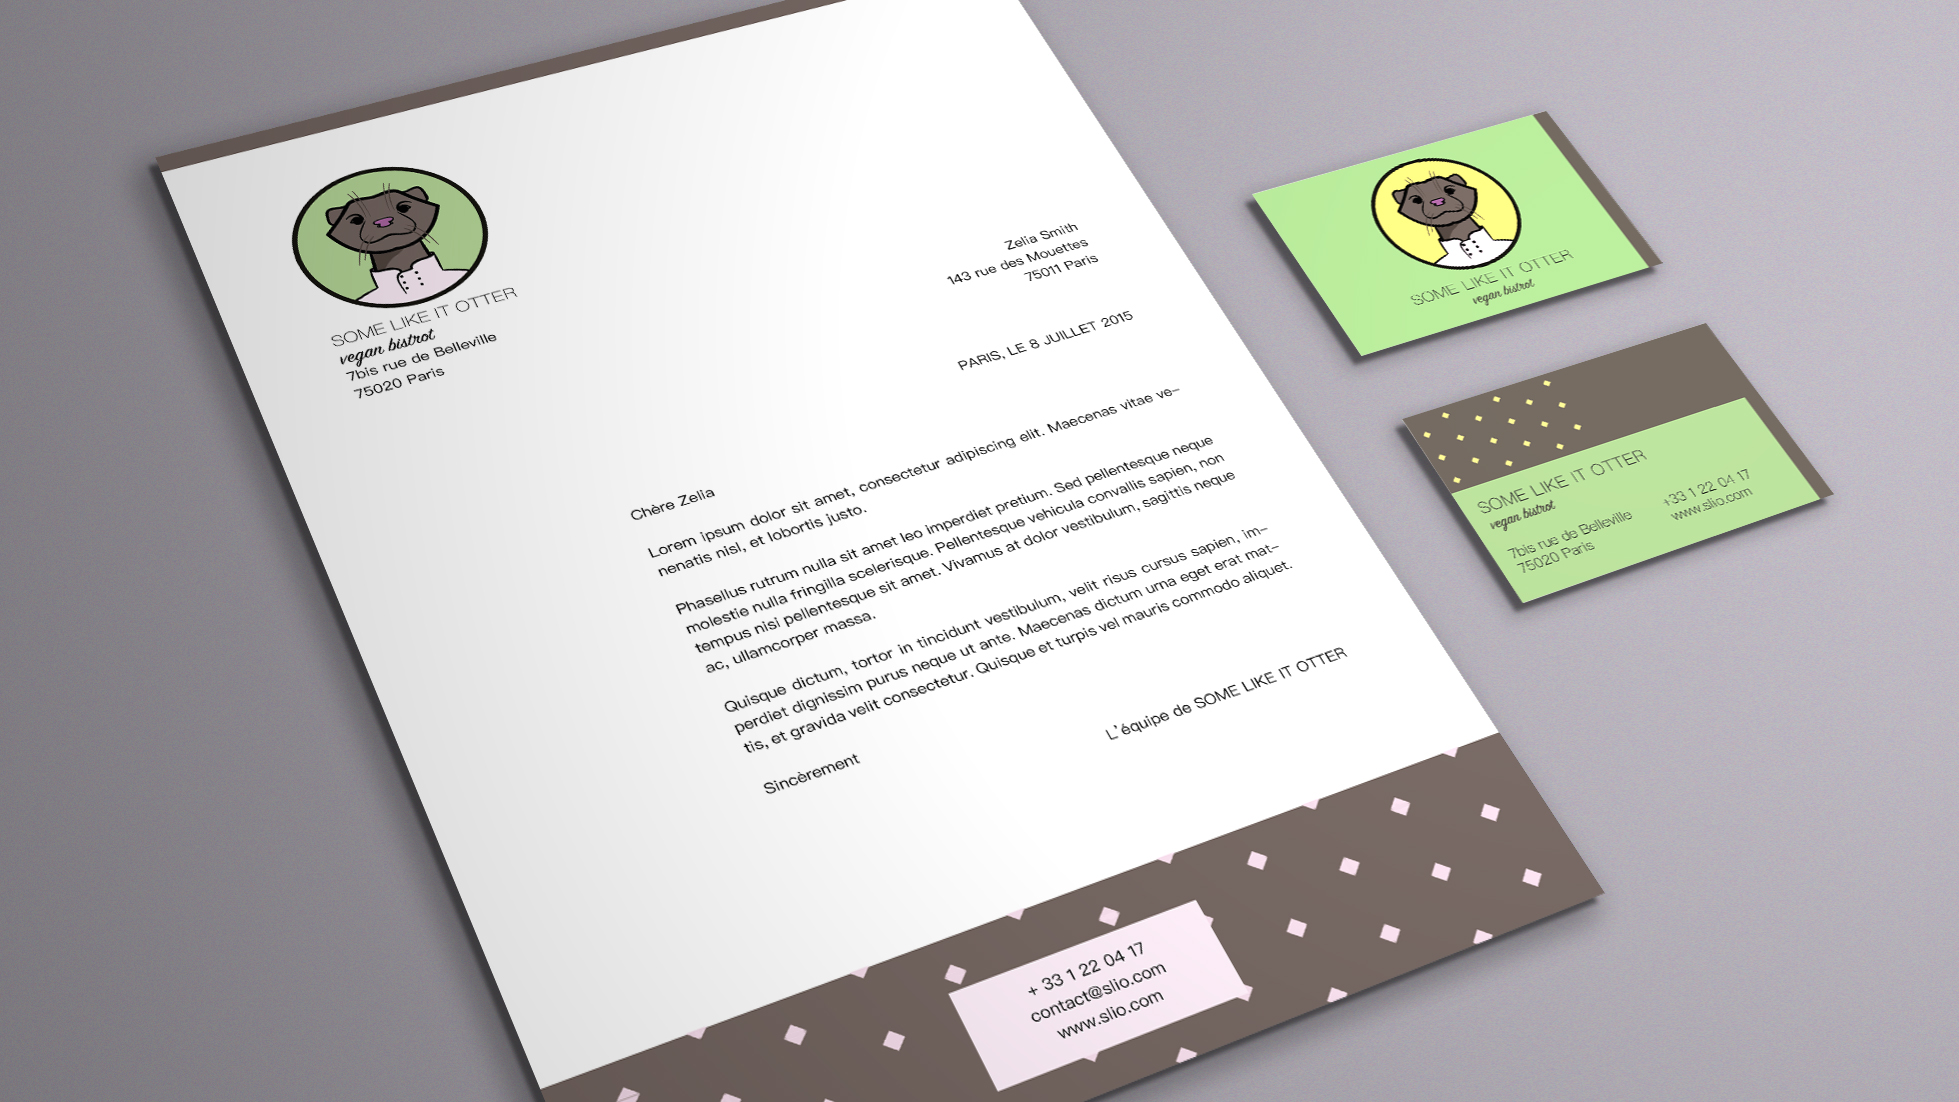 SOME LIKE IT OTTER
vegan bistrot
7bis rue de Belleville
75020 Paris
Zelia Smith
143 rue des Mouettes
75011 Paris
PARIS, LE 8 JUILLET 2015
Chère Zelia
Lorem ipsum dolor sit amet, consectetur adipiscing elit. Maecenas vitae ve-
nenatis nisl, et lobortis justo.
Phasellus rutrum nulla sit amet leo imperdiet pretium. Sed pellentesque neque
molestie nulla fringilla scelerisque. Pellentesque vehicula convallis sapien, non
tempus nisi pellentesque sit amet. Vivamus at dolor vestibulum, sagittis neque
ac, ullamcorper massa.
Quisque dictum, tortor in tincidunt vestibulum, velit risus cursus sapien, im-
perdiet dignissim purus neque ut ante. Maecenas dictum urna eget erat mat-
tis, et gravida velit consectetur. Quisque et turpis vel mauris commodo aliquet.
Sincèrement
L'équipe de SOME LIKE IT OTTER
+ 33 1 22 04 17
contact@slio.com
www.slio.com
SOME LIKE IT OTTER
vegan bistrot
SOME LIKE IT OTTER
vegan bistrot
7bis rue de Belleville
75020 Paris
+33 1 22 04 17
www.slio.com